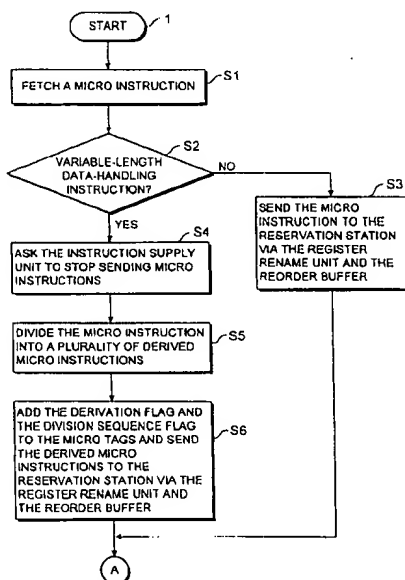 START
1
FETCH A MICRO INSTRUCTION
S1
S2
VARIABLE-LENGTH
DATA-HANDLING
INSTRUCTION?
NO
YES
S3
SEND THE MICRO
INSTRUCTION TO THE
RESERVATION STATION
VIA THE REGISTER
RENAME UNIT AND THE
REORDER BUFFER
S4
ASK THE INSTRUCTION SUPPLY
UNIT TO STOP SENDING MICRO
INSTRUCTIONS
DIVIDE THE MICRO INSTRUCTION
INTO A PLURALITY OF DERIVED
MICRO INSTRUCTIONS
S5
ADD THE DERIVATION FLAG AND
THE DIVISION SEQUENCE FLAG
TO THE MICRO TAGS AND SEND
THE DERIVED MICRO
INSTRUCTIONS TO THE
RESERVATION STATION VIA THE
REGISTER RENAME UNIT AND
THE REORDER BUFFER
S6
A